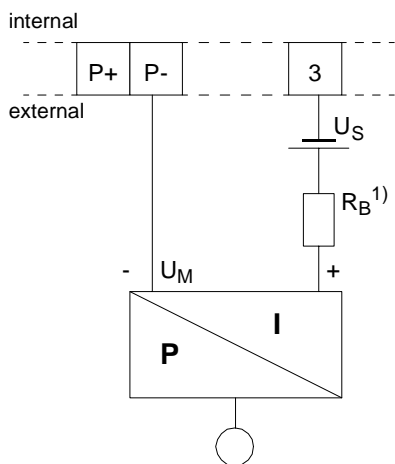 internal
P+ P- 3
external
U_S
R_B^1)
- U_M +
I
P